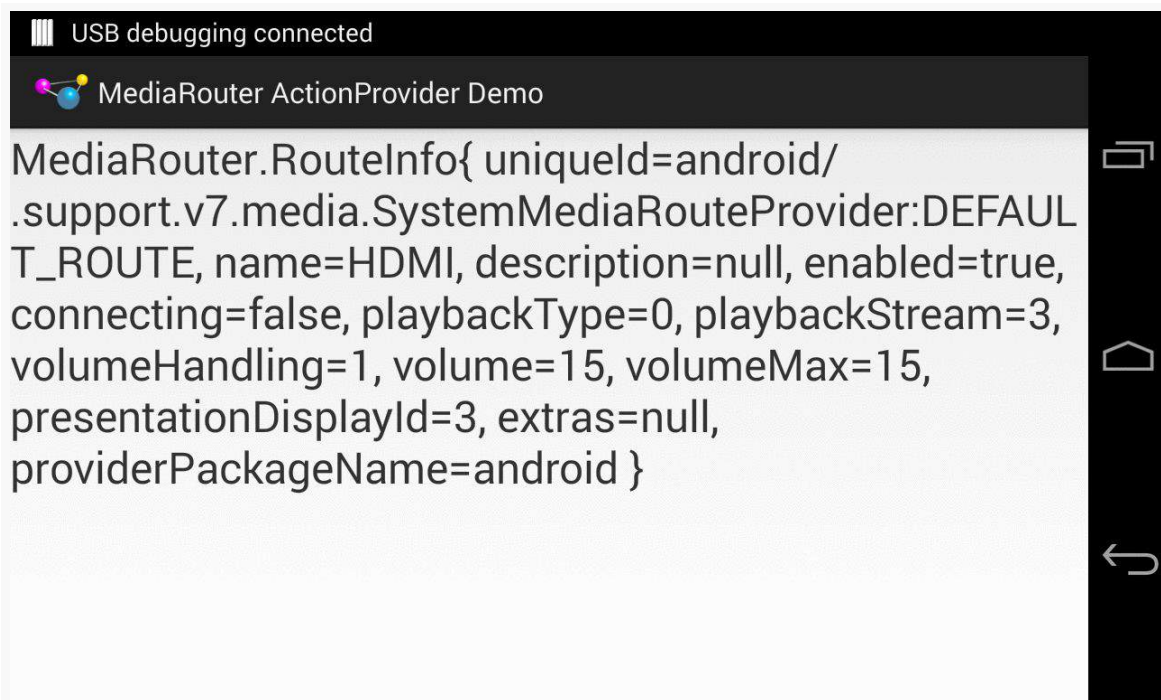 USB debugging connected
MediaRouter ActionProvider Demo
MediaRouter.RouteInfo{ uniqueId=android/
.support.v7.media.SystemMediaRouteProvider:DEFAUL
T_ROUTE, name=HDMI, description=null, enabled=true,
connecting=false, playbackType=0, playbackStream=3,
volumeHandling=1, volume=15, volumeMax=15,
presentationDisplayId=3, extras=null,
providerPackageName=android }